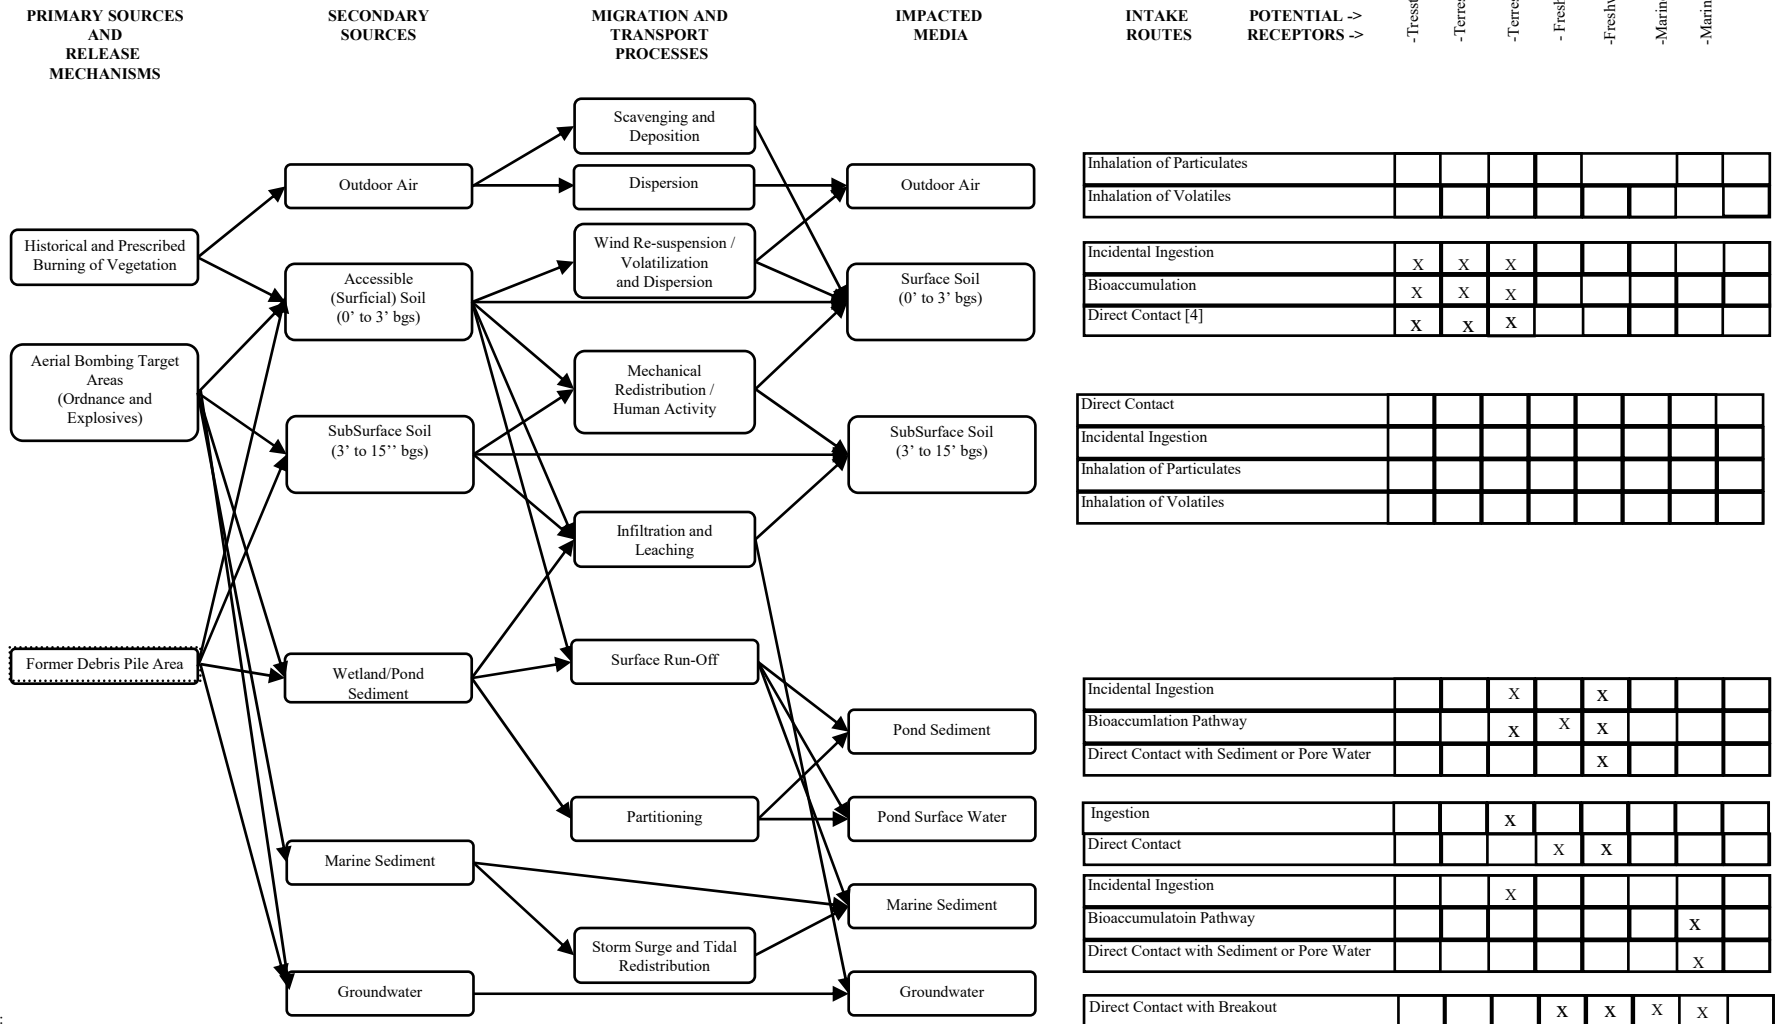 PRIMARY SOURCES
AND
RELEASE
MECHANISMS
SECONDARY
SOURCES
MIGRATION AND
TRANSPORT
PROCESSES
IMPACTED
MEDIA
INTAKE
ROUTES
POTENTIAL ->
RECEPTORS ->
Historical and Prescribed
Burning of Vegetation
Aerial Bombing Target
Areas
(Ordnance and
Explosives)
Former Debris Pile Area
Outdoor Air
Accessible
(Surficial) Soil
(0’ to 3’ bgs)
SubSurface Soil
(3’ to 15’’ bgs)
Wetland/Pond
Sediment
Marine Sediment
Groundwater
Scavenging and
Deposition
Dispersion
Wind Re-suspension /
Volatilization
and Dispersion
Mechanical
Redistribution /
Human Activity
Infiltration and
Leaching
Surface Run-Off
Partitioning
Storm Surge and Tidal
Redistribution
Outdoor Air
Surface Soil
(0’ to 3’ bgs)
SubSurface Soil
(3’ to 15’ bgs)
Pond Sediment
Pond Surface Water
Marine Sediment
Groundwater
Inhalation of Particulates
Inhalation of Volatiles
Incidental Ingestion X X X
Bioaccumulation X X X
Direct Contact [4] X X X
Direct Contact
Incidental Ingestion
Inhalation of Particulates
Inhalation of Volatiles
Incidental Ingestion X X
Bioaccumlation Pathway X X X
Direct Contact with Sediment or Pore Water X
Ingestion X
Direct Contact X X
Incidental Ingestion X
Bioaccumulatoin Pathway X
Direct Contact with Sediment or Pore Water X
Direct Contact with Breakout X X X X